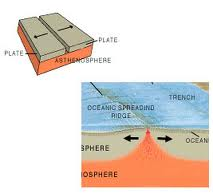 PLATE
PLATE
ASTHENOSPHERE
TRENCH
OCEANIC SPREADING
RIDGE
OCEAN
SPHERE
NOSPHERE